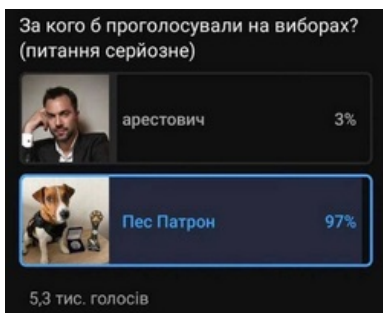 За кого б проголосували на виборах?
(питання серйозне)
арестович 3%
Пес Патрон 97%
5,3 тис. голосів